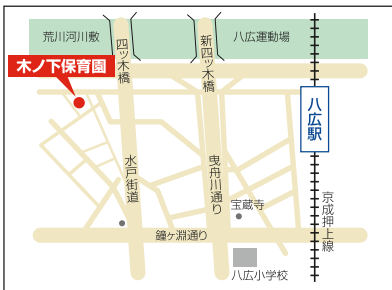 荒川河川敷
四ツ木橋
新四ツ木橋
八広運動場
木ノ下保育園
八広駅
水戸街道
曳舟川通り
宝蔵寺
京成押上線
鐘ヶ淵通り
八広小学校